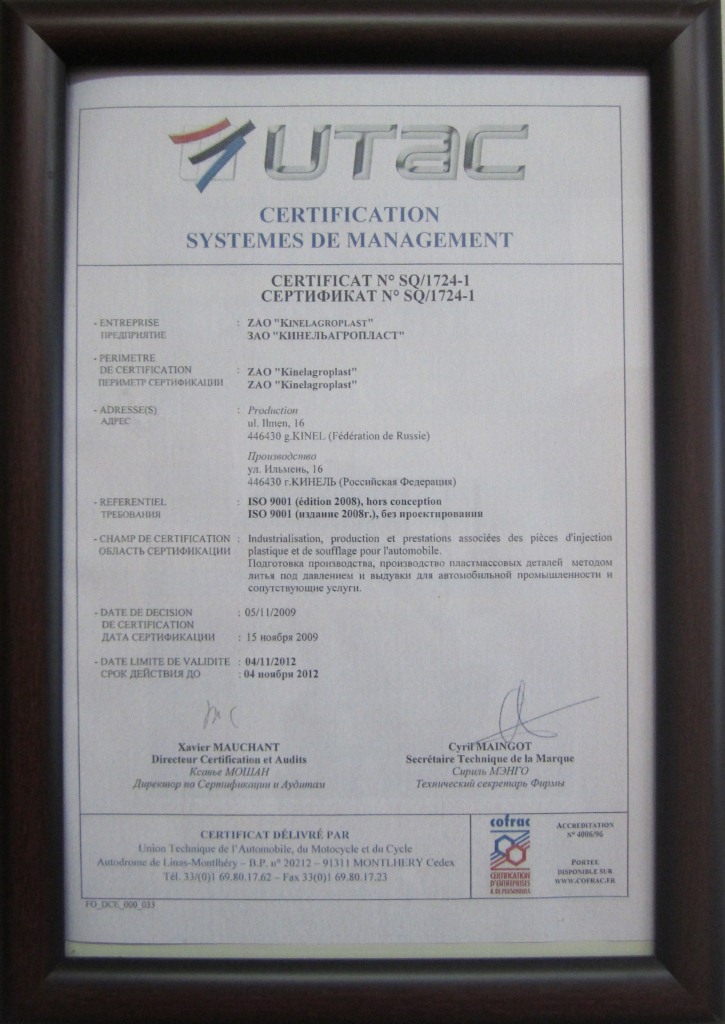 UTAC
CERTIFICATION
SYSTEMES DE MANAGEMENT
CERTIFICAT N° SQ/1724-1
СЕРТИФИКАТ N° SQ/1724-1
- ENTREPRISE : ZAO "KINELAGROPLAST"
ПРЕДПРИЯТИЕ ЗАО "КИНЕЛЬАГРОПЛАСТ"
- PERIMETRE
DE CERTIFICATION : ZAO "Kinelagroplast"
ПЕРИМЕТР СЕРТИФИКАЦИИ ZAO "Kinelagroplast"
- ADRESSE(S) : Production
АДРЕС ul. Ilmen, 16
446430 g.KINEL (Fédération de Russie)
Производство
ул. Ильмень, 16
446430 г.КИНЕЛЬ (Российская Федерация)
- REFERENTIEL : ISO 9001 (édition 2008), hors conception
ТРЕБОВАНИЯ ISO 9001 (издание 2008г.), без проектирования
- CHAMP DE CERTIFICATION : Industrialisation, production et prestations associées des pièces d'injection
ОБЛАСТЬ СЕРТИФИКАЦИИ plastique et de soufflage pour l'automobile.
Подготовка производства, производство пластмассовых деталей методом
литья под давлением и выдувки для автомобильной промышленности и
сопутствующие услуги.
- DATE DE DECISION : 05/11/2009
DE CERTIFICATION
ДАТА СЕРТИФИКАЦИИ : 15 ноября 2009
- DATE LIMITE DE VALIDITE : 04/11/2012
СРОК ДЕЙСТВИЯ ДО : 04 ноября 2012
Xavier MAUCHANT Cyril MAINGOT
Directeur Certification et Audits Secrétaire Technique de la Marque
Ксавье МОШАН Сириль МЭНГО
Директор по Сертификации и Аудитам Технический секретарь Фирмы
CERTIFICAT DÉLIVRÉ PAR
Union Technique de l'Automobile, du Motocycle et du Cycle
Autodrome de Linas-Montlhéry – B.P. n° 20212 – 91311 MONTLHERY Cedex
Tél. 33/(0)1 69.80.17.62 – Fax 33(0)1 69.80.17.23
cofrac
CERTIFICATION
D'ENTREPRISES
& DE PERSONNELS
ACCREDITATION
N° 4006/96
PORTEE
DISPONIBLE SUR
WWW.COFRAC.FR
FO_DCE_000_033